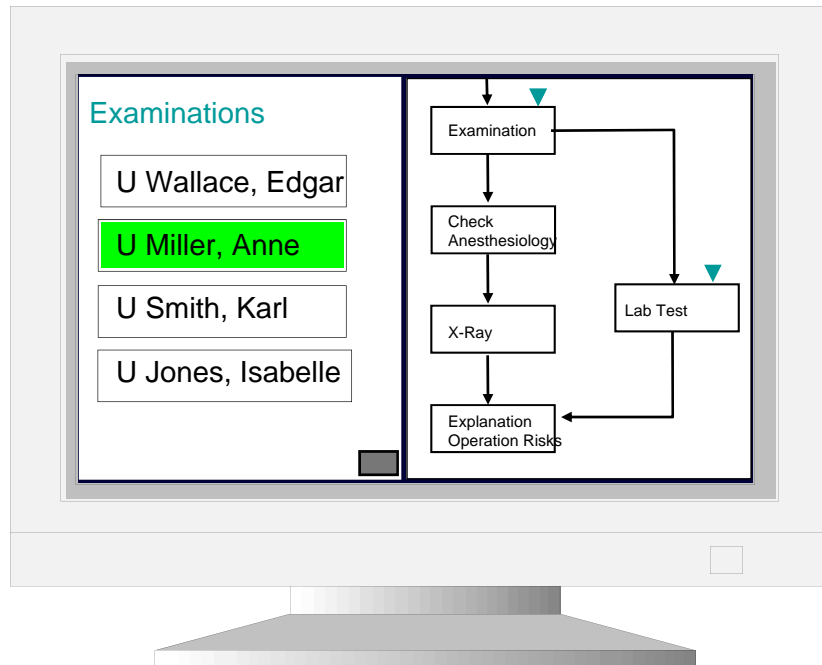 Examinations
U Wallace, Edgar
U Miller, Anne
U Smith, Karl
U Jones, Isabelle
Examination
Check
Anesthesiology
X-Ray
Lab Test
Explanation
Operation Risks